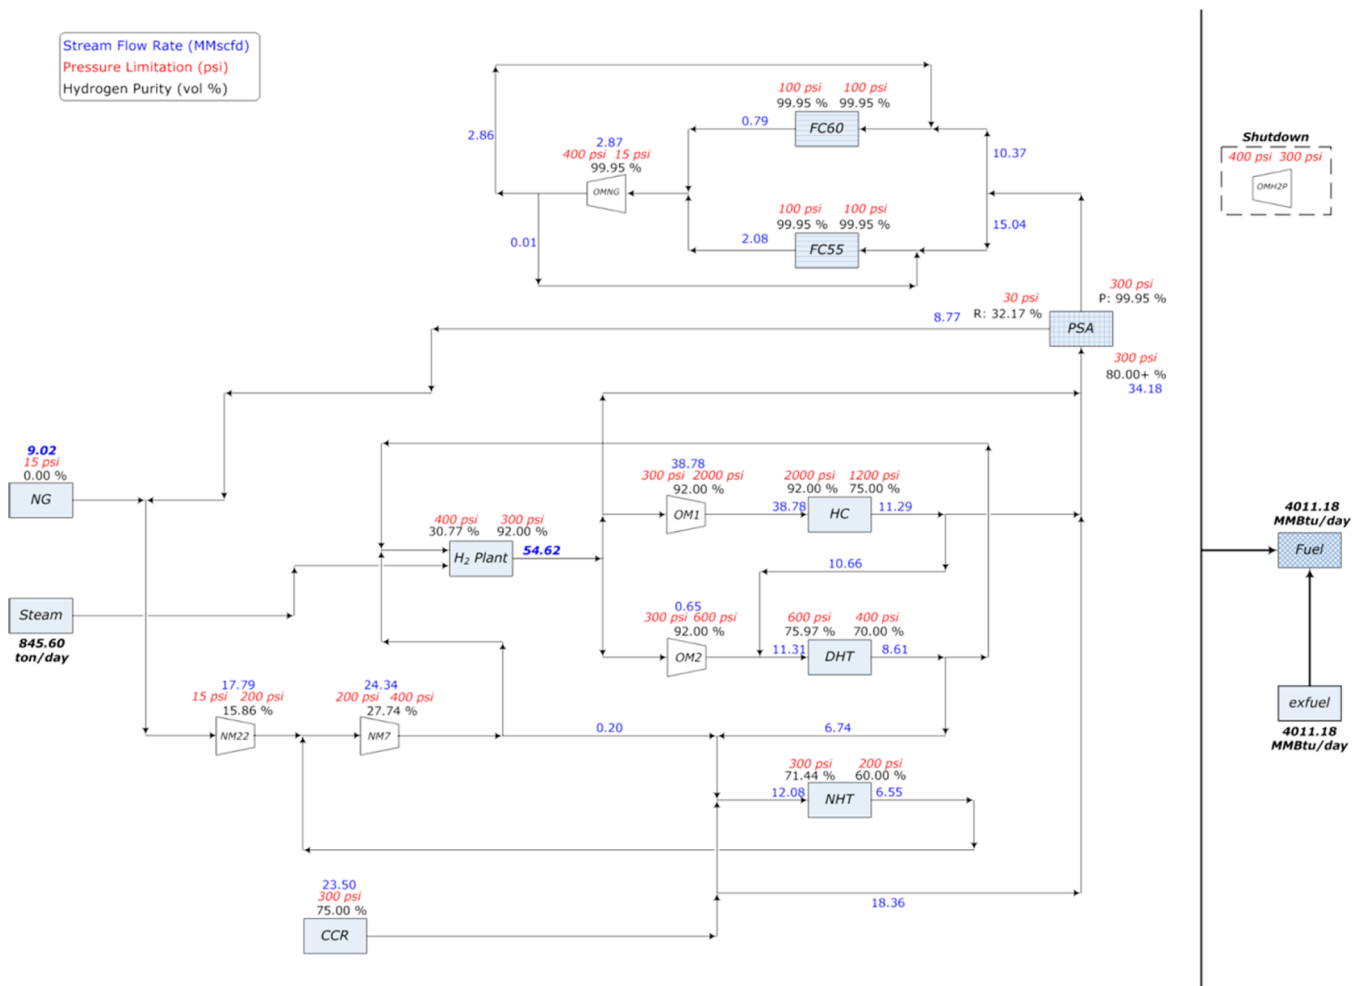 Stream Flow Rate (MMscfd)
Pressure Limitation (psi)
Hydrogen Purity (vol %)
100 psi 100 psi
99.95 % 99.95 %
0.79
FC60
2.86
2.87
400 psi 15 psi
99.95 %
OMNG
10.37
Shutdown
400 psi 300 psi
OMH2P
100 psi 100 psi
99.95 % 99.95 %
15.04
0.01
2.08
FC55
300 psi
P: 99.95 %
30 psi
R: 32.17 %
8.77
PSA
300 psi
80.00+ %
34.18
9.02
15 psi
0.00 %
NG
38.78
300 psi 2000 psi
92.00 %
OM1
2000 psi 1200 psi
92.00 % 75.00 %
38.78
HC
11.29
400 psi 300 psi
30.77 % 92.00 %
H2 Plant
54.62
10.66
4011.18
MMBtu/day
Fuel
Steam
845.60
ton/day
0.65
300 psi 600 psi
92.00 %
OM2
600 psi 400 psi
75.97 % 70.00 %
11.31
DHT
8.61
17.79
15 psi 200 psi
15.86 %
NM22
24.34
200 psi 400 psi
27.74 %
NM7
0.20
6.74
exfuel
4011.18
MMBtu/day
300 psi 200 psi
71.44 % 60.00 %
12.08
NHT
6.55
23.50
300 psi
75.00 %
CCR
18.36